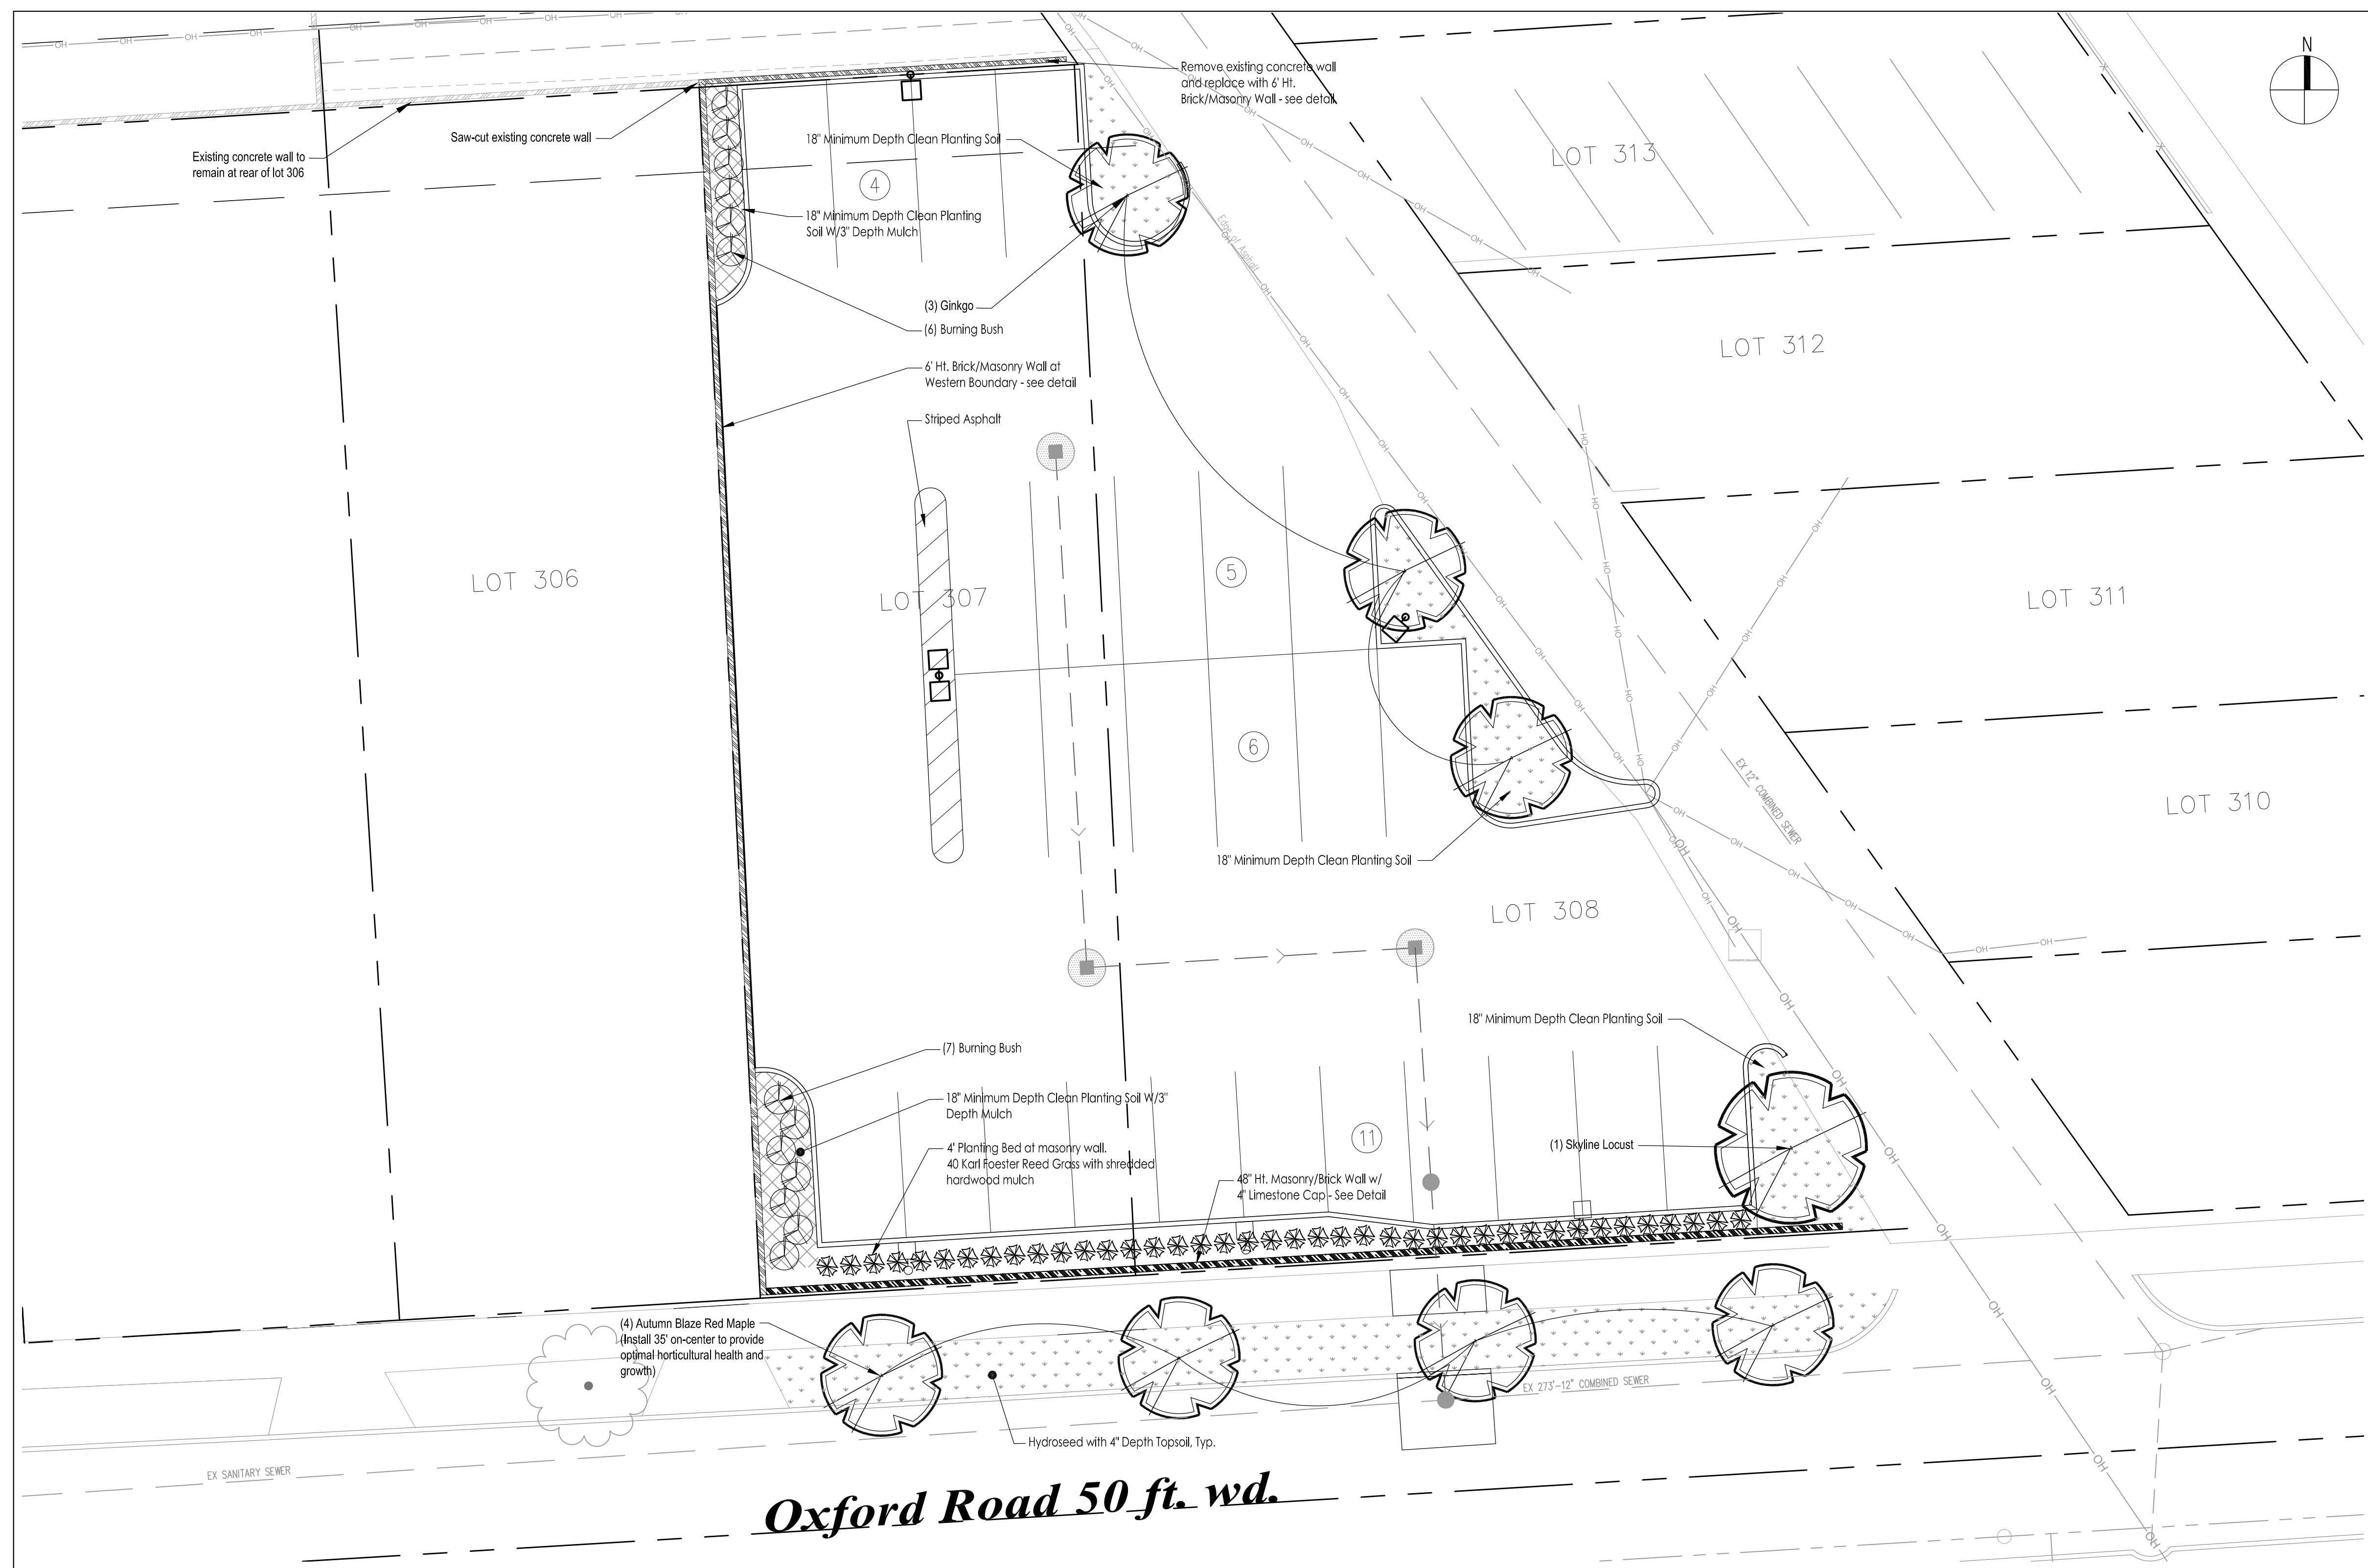 N
Remove existing concrete wall
and replace with 6' Ht.
Brick/Masonry Wall - see detail
Saw-cut existing concrete wall
18" Minimum Depth Clean Planting Soil
Existing concrete wall to
remain at rear of lot 306
LOT 313
4
18" Minimum Depth Clean Planting
Soil W/3" Depth Mulch
Edge of Asphalt
(3) Ginkgo
(6) Burning Bush
LOT 312
6' Ht. Brick/Masonry Wall at
Western Boundary - see detail
Striped Asphalt
5
LOT 306
LOT 307
LOT 311
6
EX 12" COMBINED SEWER
LOT 310
18" Minimum Depth Clean Planting Soil
LOT 308
18" Minimum Depth Clean Planting Soil
(7) Burning Bush
18" Minimum Depth Clean Planting Soil W/3"
Depth Mulch
11
(1) Skyline Locust
4' Planting Bed at masonry wall.
40 Karl Foester Reed Grass with shredded
hardwood mulch
48" Ht. Masonry/Brick Wall w/
4" Limestone Cap - See Detail
(4) Autumn Blaze Red Maple
(Install 35' on-center to provide
optimal horticultural health and
growth)
EX 273'-12" COMBINED SEWER
Hydroseed with 4" Depth Topsoil, Typ.
EX SANITARY SEWER
Oxford Road 50 ft. wd.